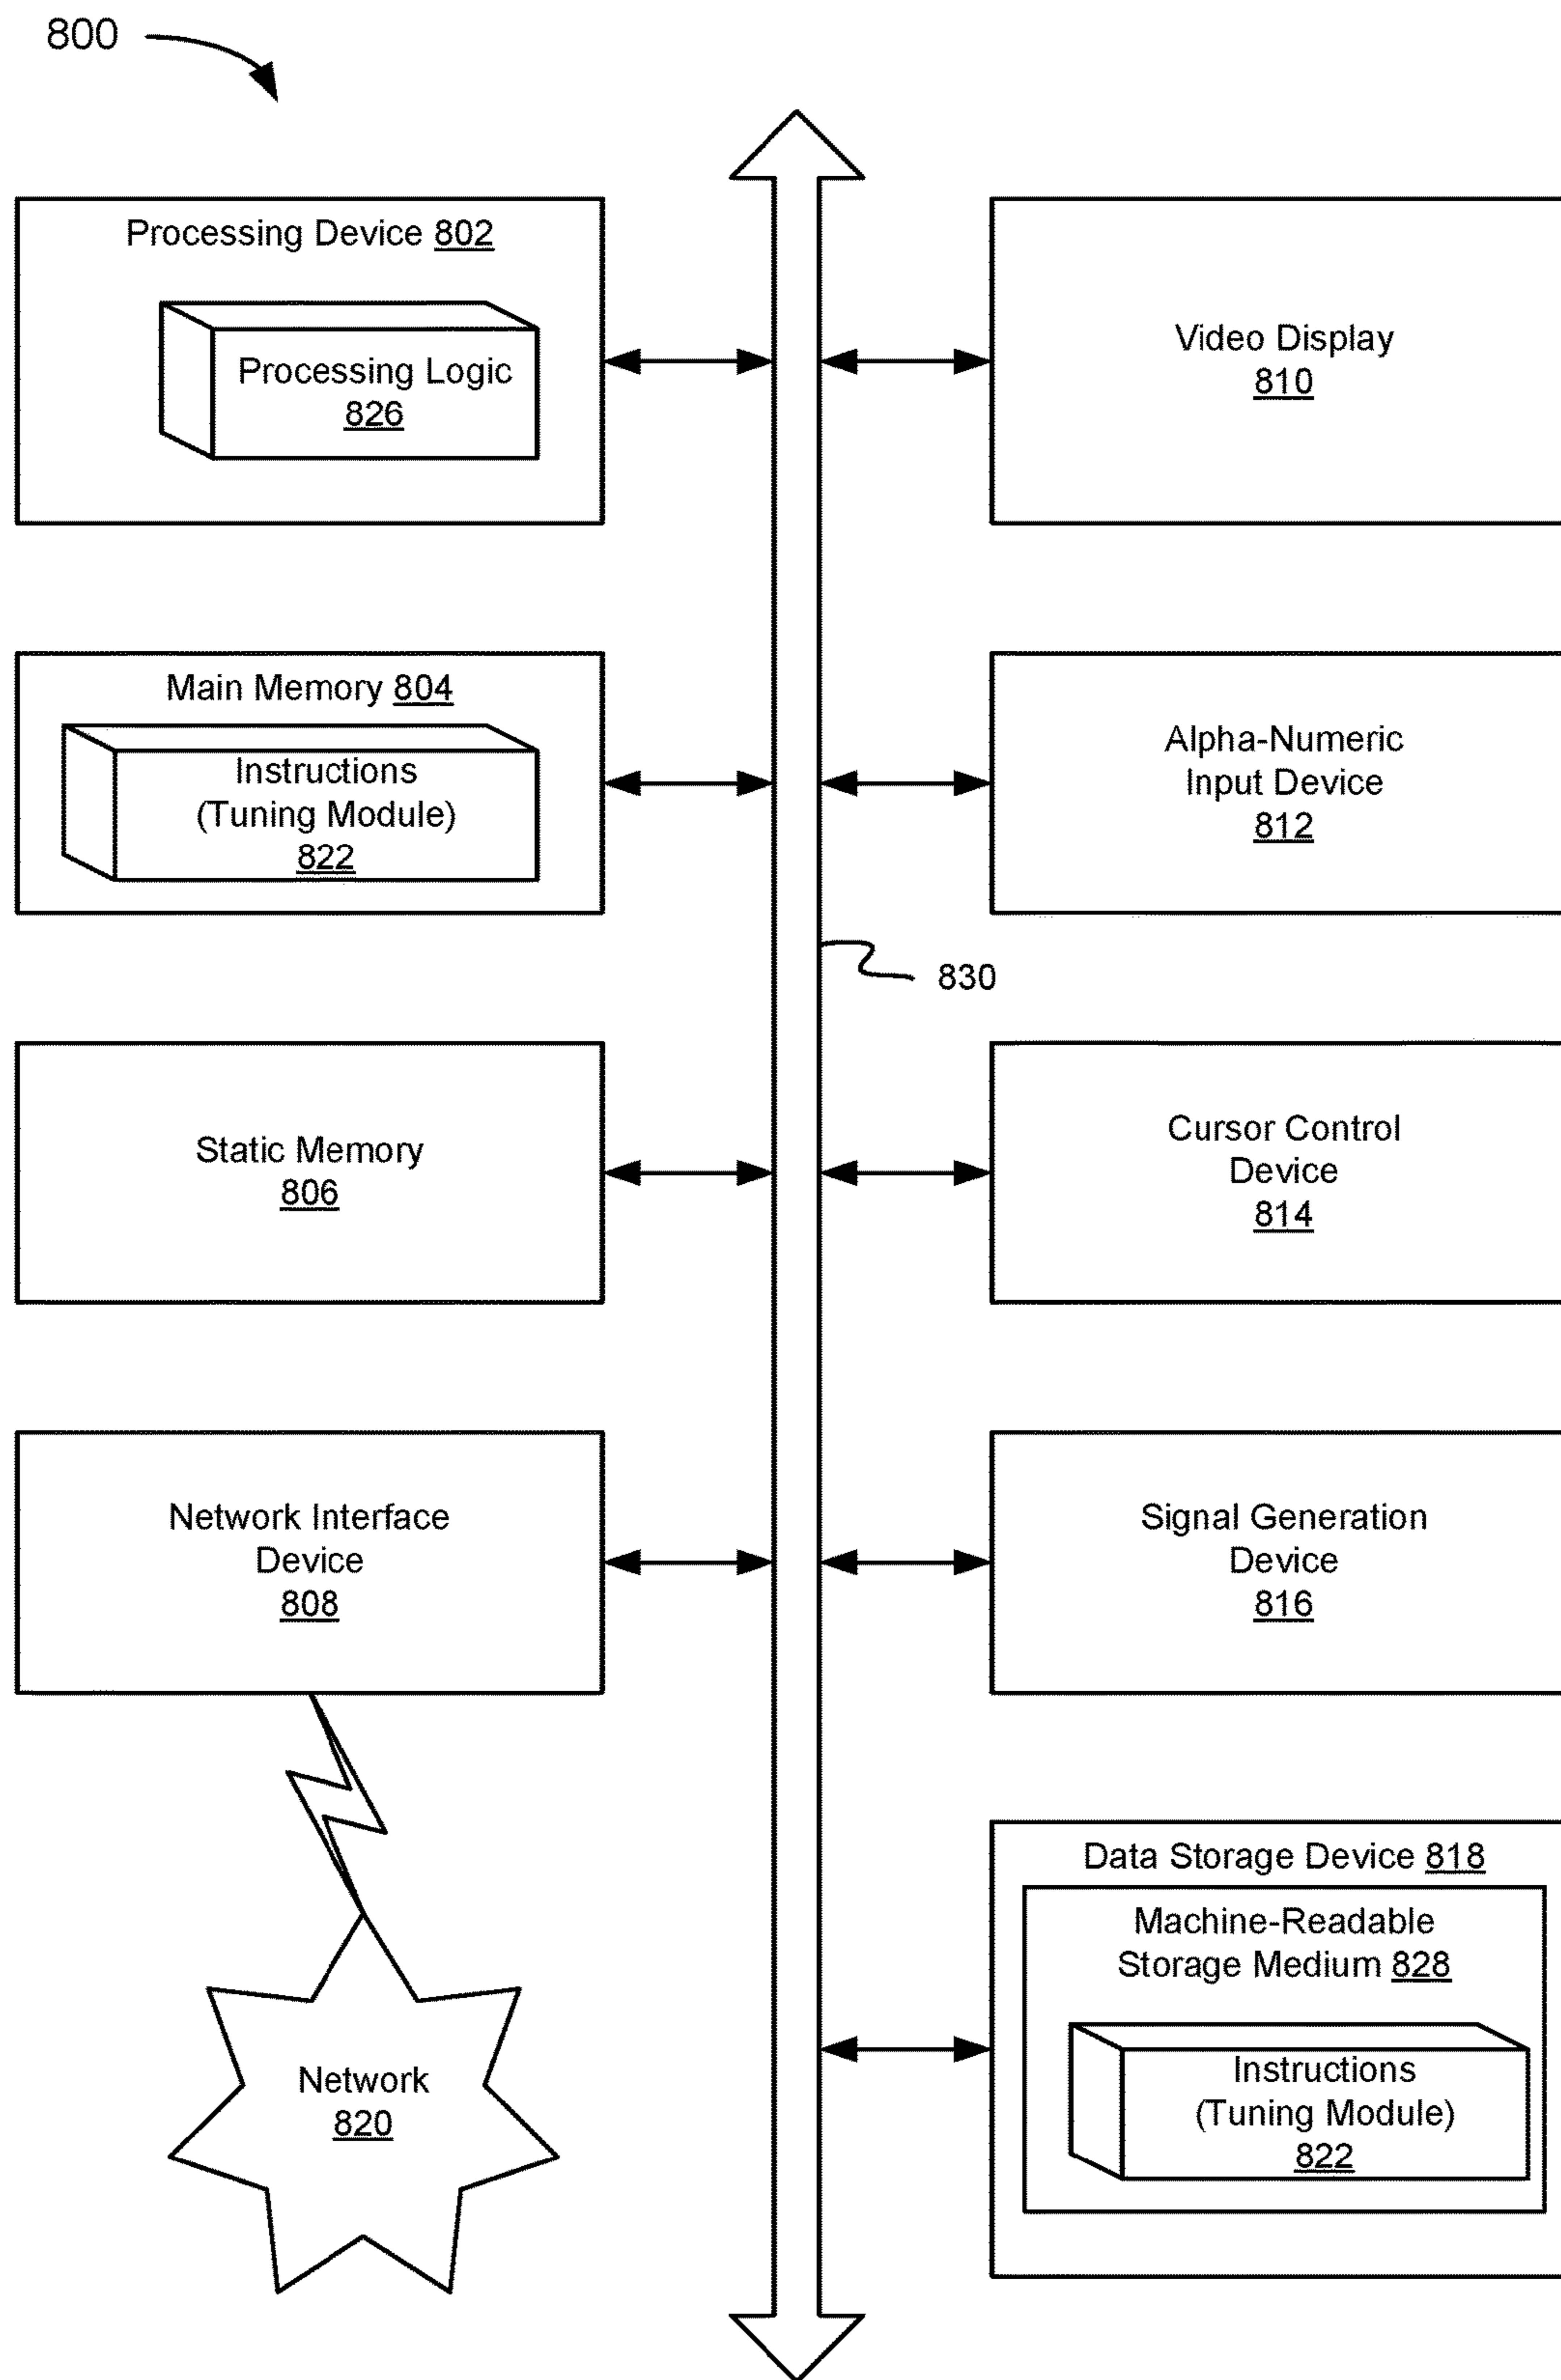 800
Processing Device 802
Processing Logic
826
Video Display
810
Main Memory 804
Instructions
(Tuning Module)
822
Alpha-Numeric
Input Device
812
830
Static Memory
806
Cursor Control
Device
814
Network Interface
Device
808
Signal Generation
Device
816
Data Storage Device 818
Machine-Readable
Storage Medium 828
Instructions
(Tuning Module)
822
Network
820